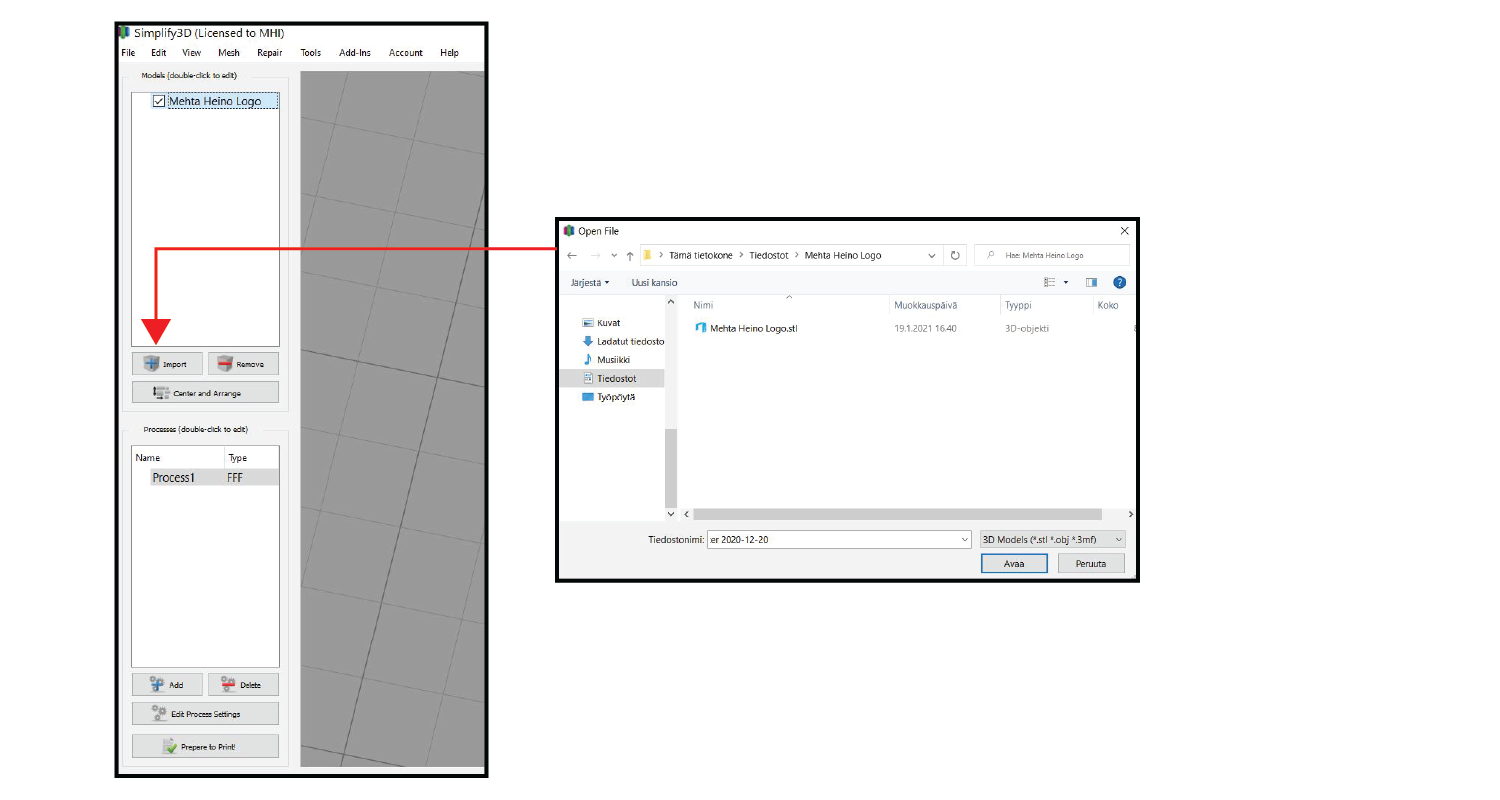 Simplify3D (Licensed to MHI)
File Edit View Mesh Repair Tools Add-Ins Account Help
Models (double-click to edit)
Mehta Heino Logo
Import Remove
Center and Arrange
Processes (double-click to edit)
Name Type
Process1 FFF
Add Delete
Edit Process Settings
Prepare to Print!
Open File
Tämä tietokone > Tiedostot > Mehta Heino Logo
Hae: Mehta Heino Logo
Järjestä Uusi kansio
Nimi Muokkauspäivä Tyyppi Koko
Mehta Heino Logo.stl 19.1.2021 16.40 3D-objekti
Kuvat
Ladatut tiedosto
Musiikki
Tiedostot
Työpöytä
Tiedostonimi: er 2020-12-20 3D Models (*.stl *.obj *.3mf)
Avaa Peruuta